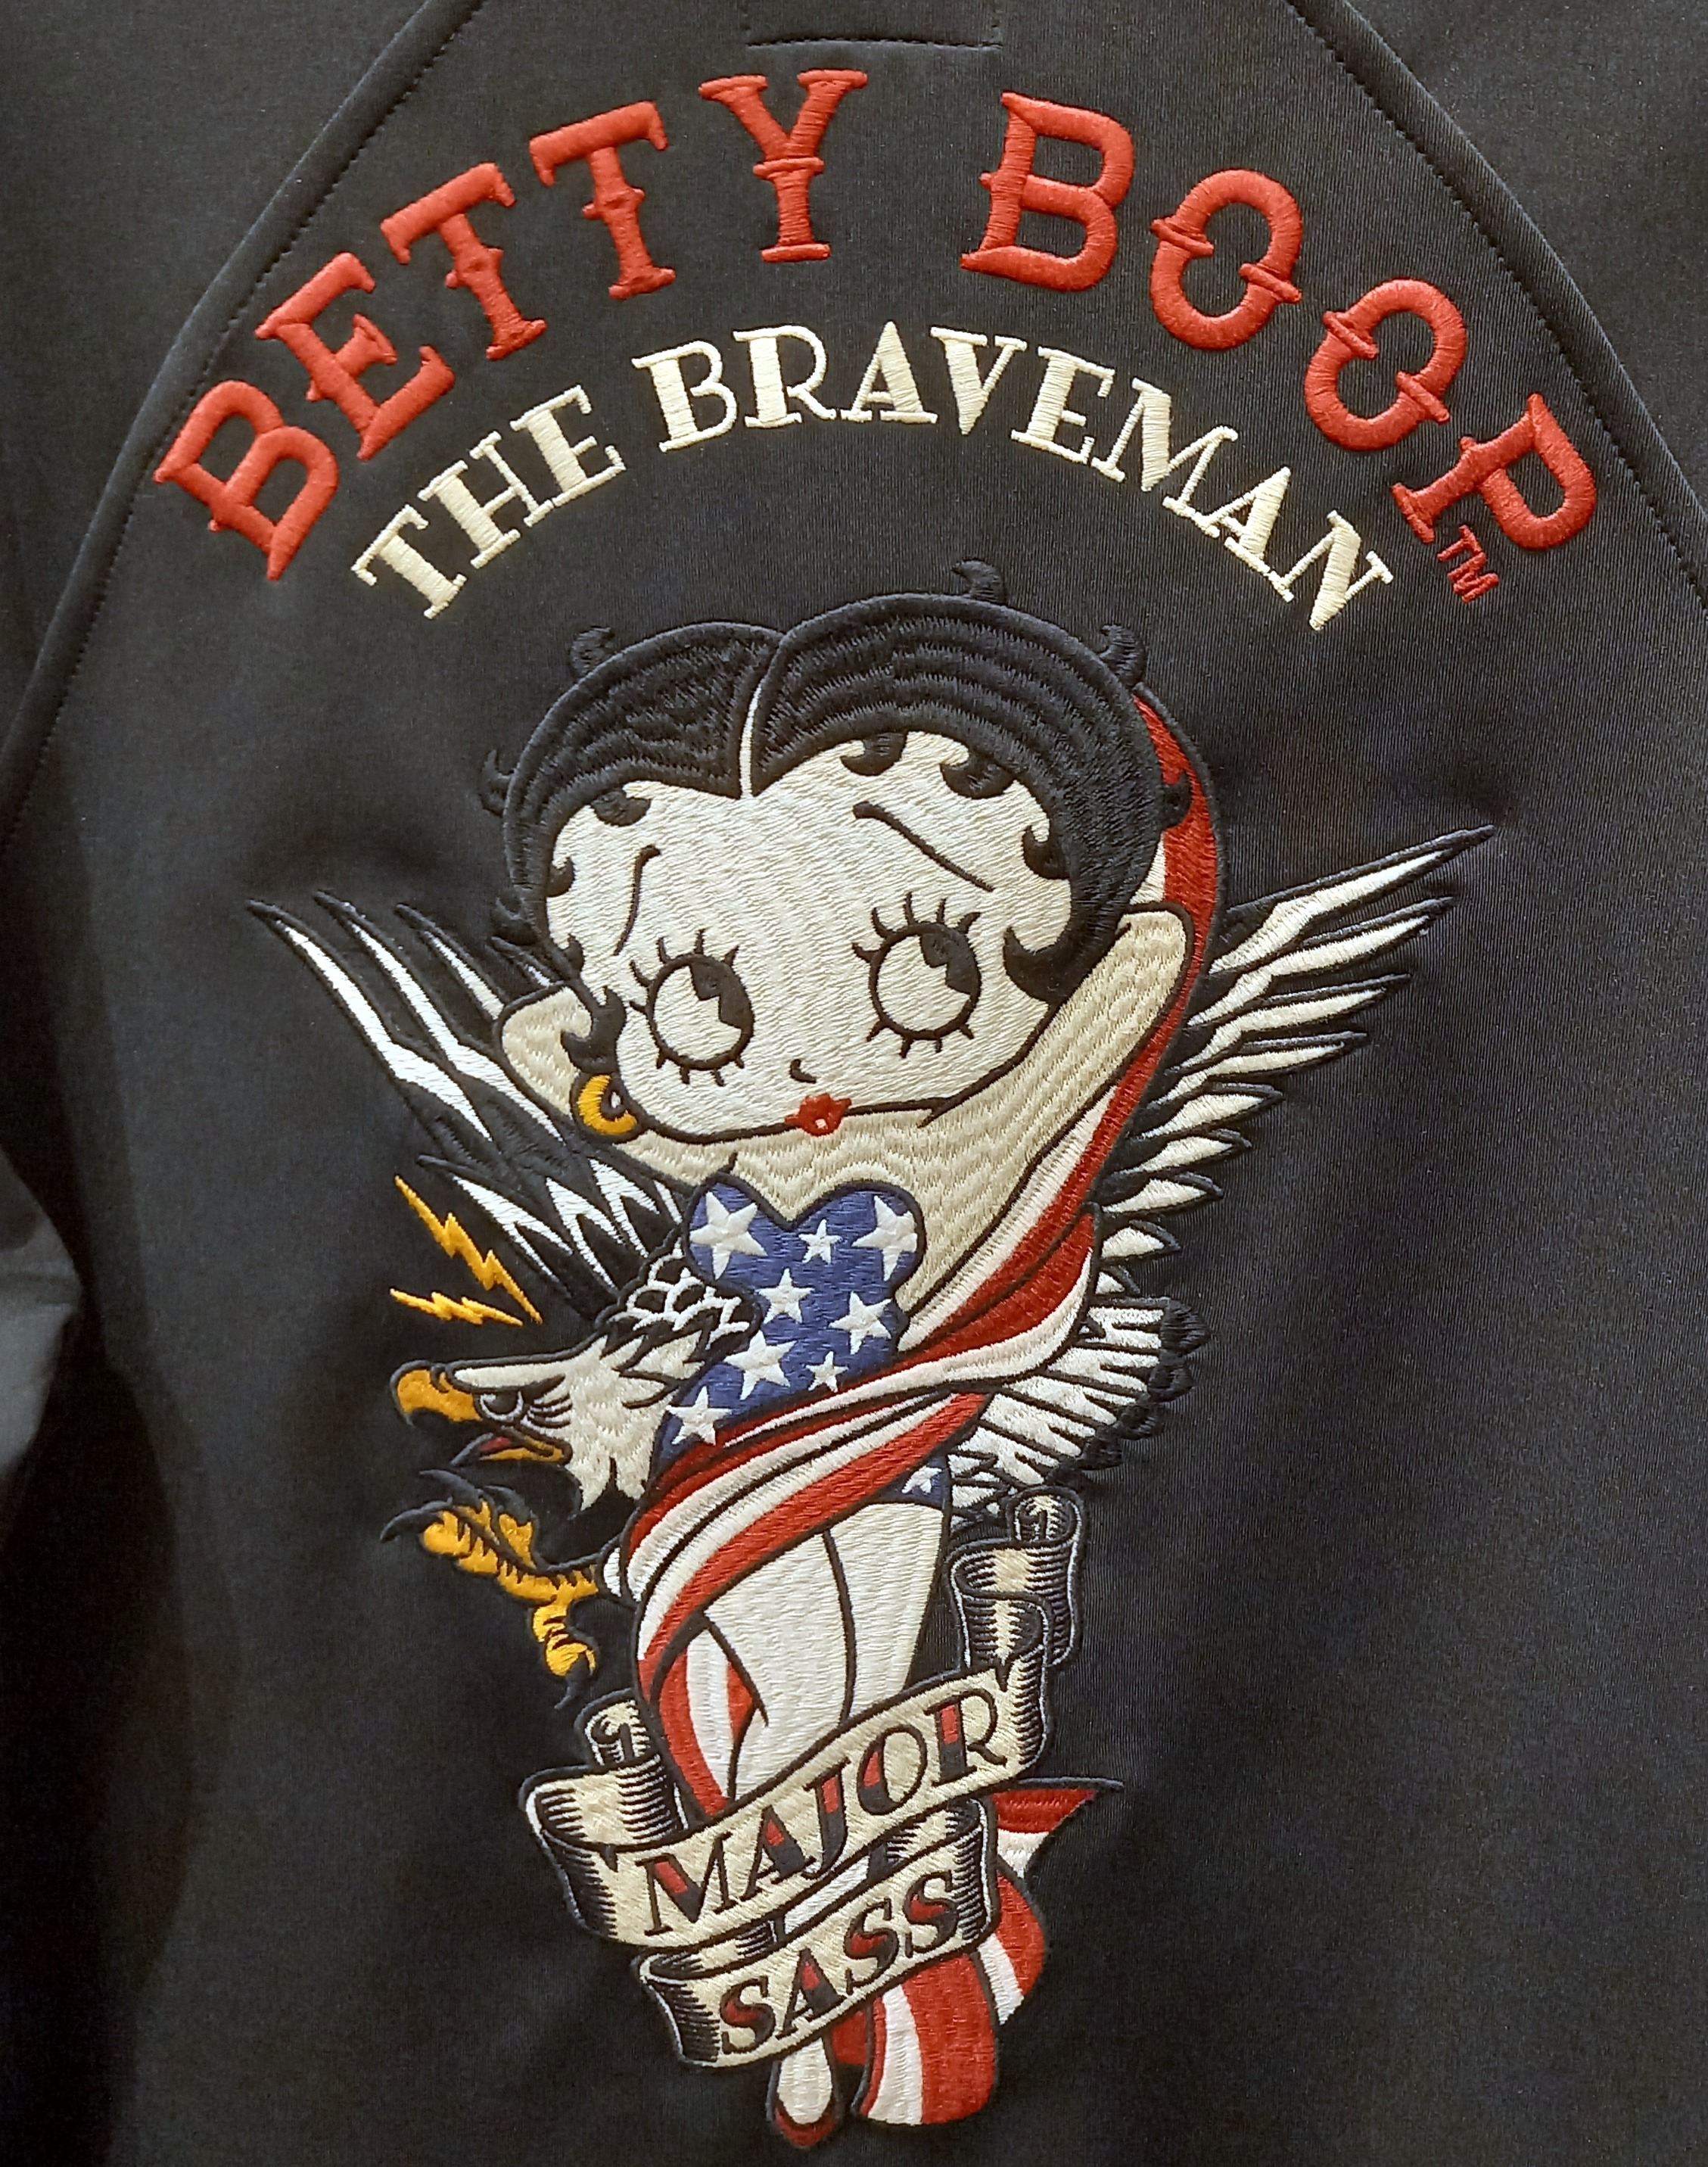 BETTY BOOP™
THE BRAVEMAN
MAJOR
SASS